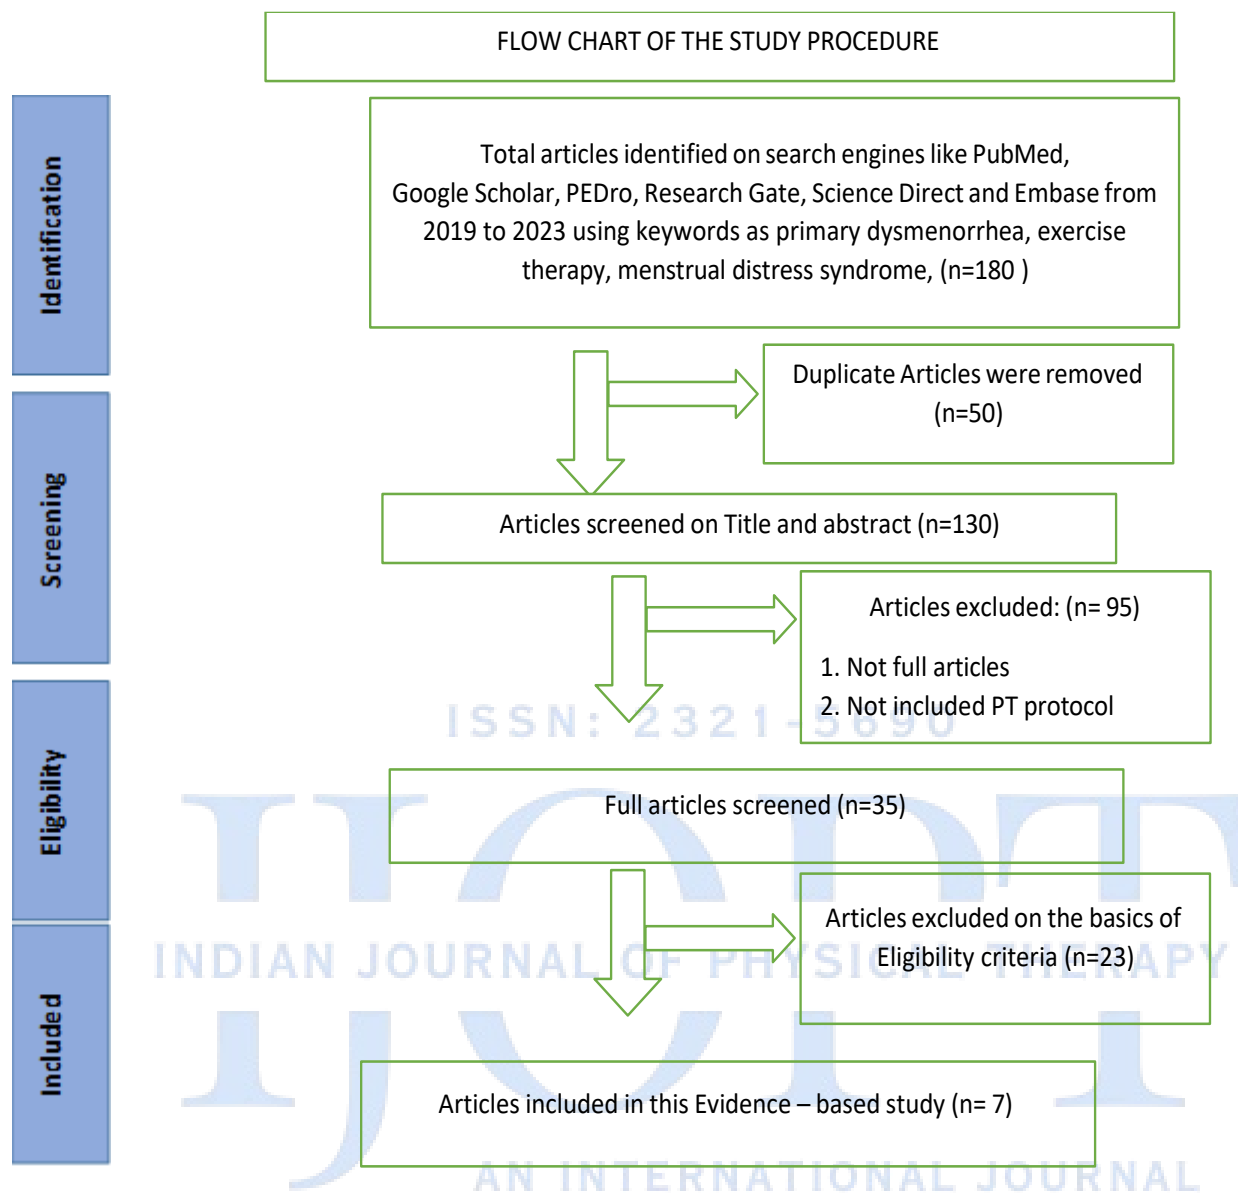 FLOW CHART OF THE STUDY PROCEDURE
Identification
Total articles identified on search engines like PubMed,
Google Scholar, PEDro, Research Gate, Science Direct and Embase from
2019 to 2023 using keywords as primary dysmenorrhea, exercise
therapy, menstrual distress syndrome, (n=180 )
Duplicate Articles were removed
(n=50)
Screening
Articles screened on Title and abstract (n=130)
Articles excluded: (n= 95)
1. Not full articles
2. Not included PT protocol
ISSN: 2321-5690
Eligibility
Full articles screened (n=35)
IJOPT
Articles excluded on the basics of
Eligibility criteria (n=23)
INDIAN JOURNAL OF PHYSICAL THERAPY
Included
Articles included in this Evidence – based study (n= 7)
IJOPT
AN INTERNATIONAL JOURNAL